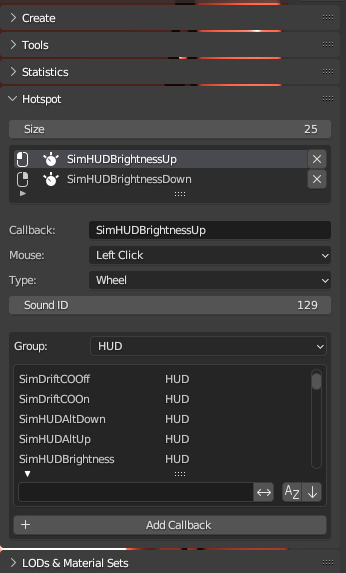 Create
Tools
Statistics
Hotspot
Size 25
SimHUDBrightnessUp
SimHUDBrightnessDown
Callback: SimHUDBrightnessUp
Mouse: Left Click
Type: Wheel
Sound ID 129
Group: HUD
SimDriftCOOff HUD
SimDriftCOOn HUD
SimHUDAltDown HUD
SimHUDAltUp HUD
SimHUDBrightness HUD
AZ
+ Add Callback
LODs & Material Sets